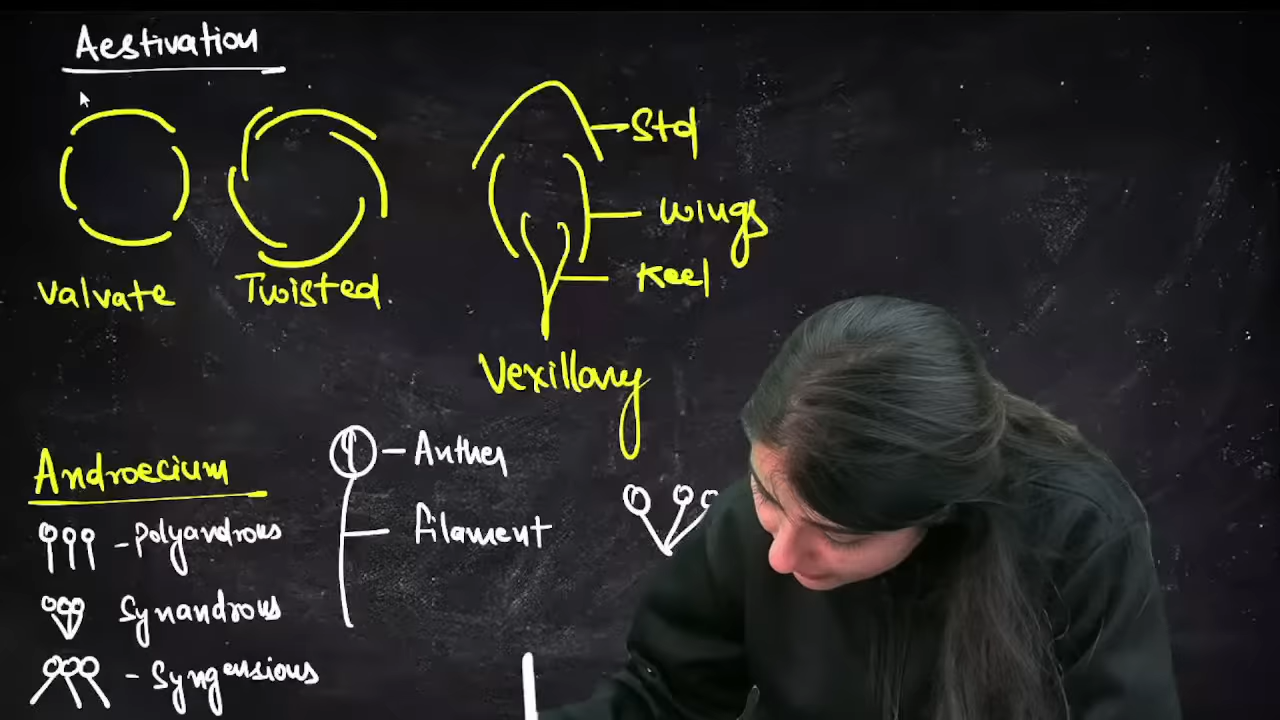 Aestivation
Std
wings
Keel
Valvate
Twisted
Vexillary
Androecium
- Anther
- Polyandrous
filament
Synandrous
- Syngensious